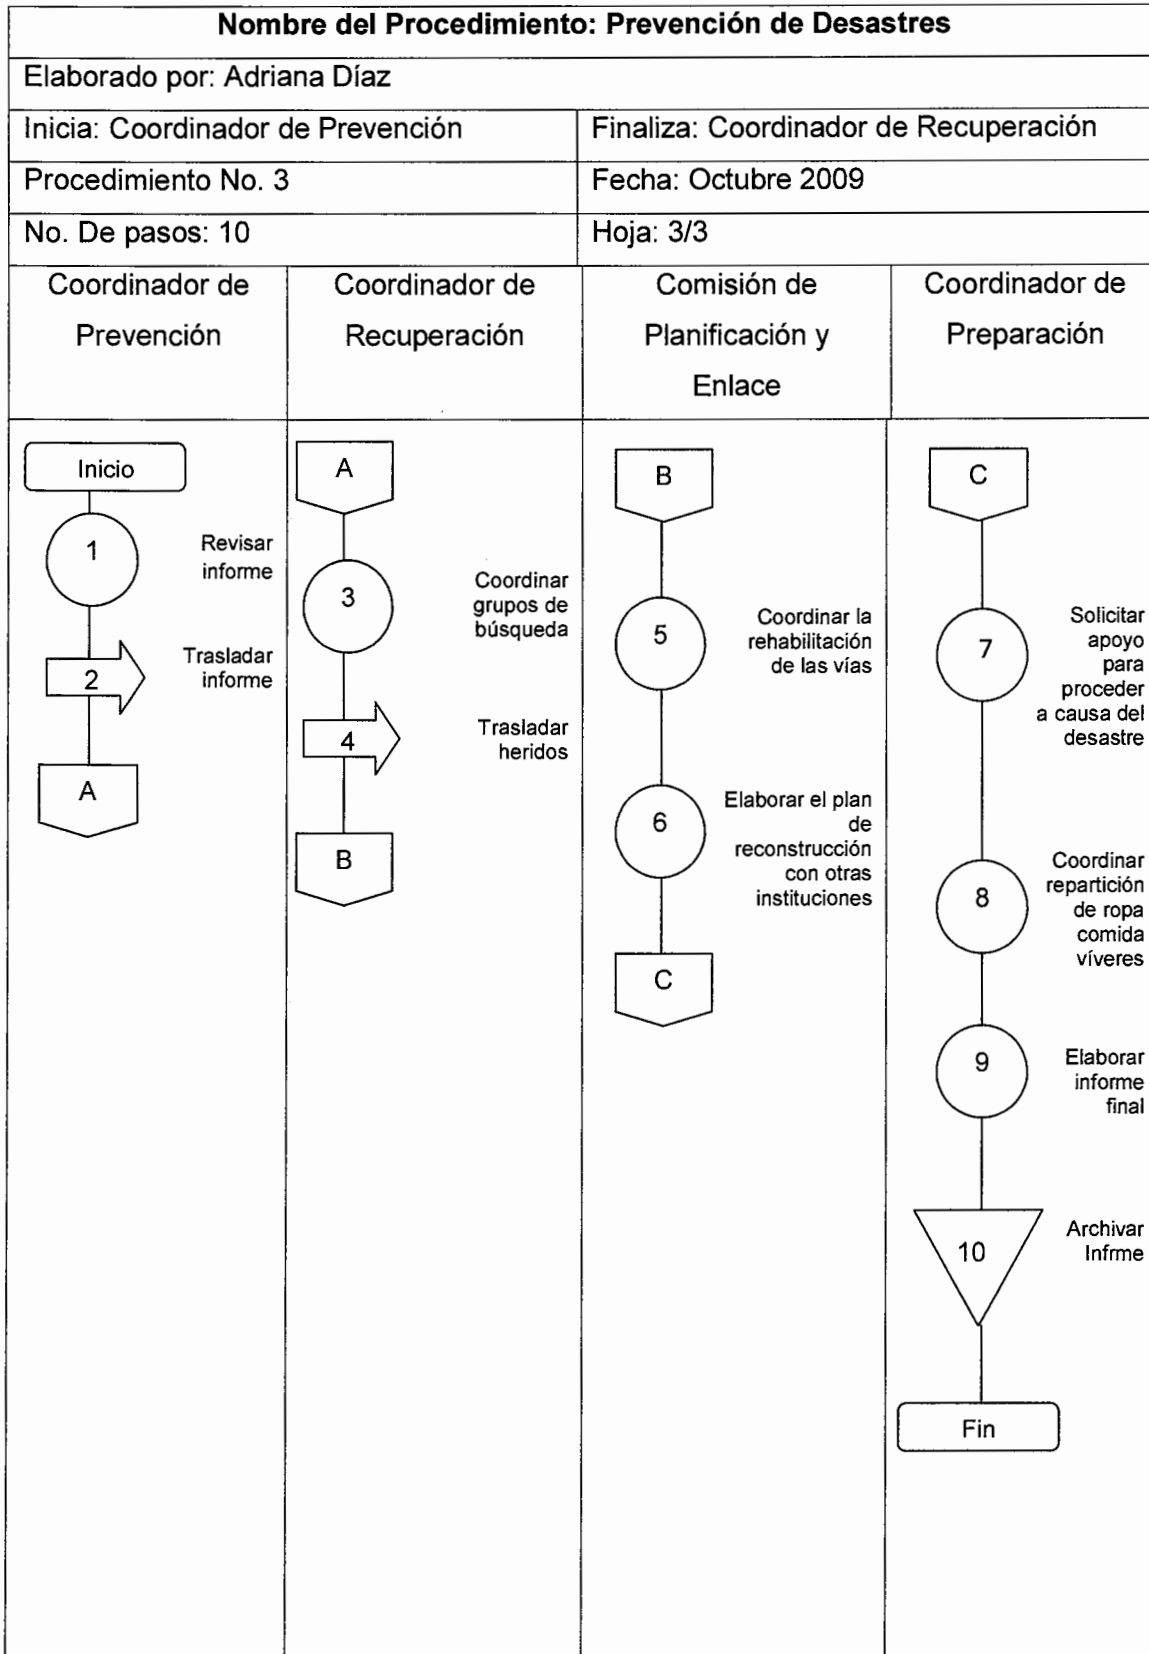 Nombre del Procedimiento: Prevención de Desastres
Elaborado por: Adriana Díaz
Inicia: Coordinador de Prevención
Finaliza: Coordinador de Recuperación
Procedimiento No. 3
Fecha: Octubre 2009
No. De pasos: 10
Hoja: 3/3
Coordinador de
Prevención
Coordinador de
Recuperación
Comisión de
Planificación y
Enlace
Coordinador de
Preparación
Inicio
1
Revisar
informe
2
Trasladar
informe
A
A
3
Coordinar
grupos de
búsqueda
4
Trasladar
heridos
B
B
5
Coordinar la
rehabilitación
de las vías
6
Elaborar el plan
de
reconstrucción
con otras
instituciones
C
C
7
Solicitar
apoyo
para
proceder
a causa del
desastre
8
Coordinar
repartición
de ropa
comida
víveres
9
Elaborar
informe
final
10
Archivar
Infrme
Fin